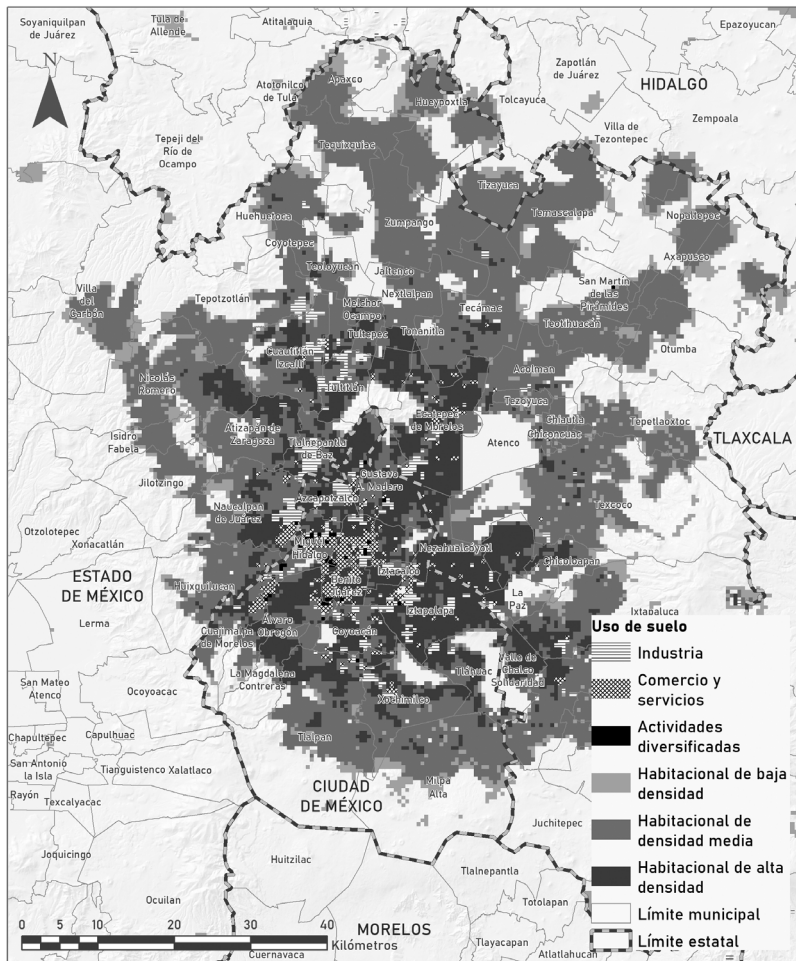 Soyaniquilpan
de Juárez
Tula de
Allende
Atitalaquia
Epazoyucan
N
Atotonilco
de Tula
Apaxco
Hueypoxtla
Tolcayuca
Zapotlán
de Juárez
HIDALGO
Villa de
Tezontepec
Zempoala
Tepeji del
Río de
Ocampo
Tequixquiac
Tizayuca
Huehuetoca
Zumpango
Temascalapa
Nopaltepec
Coyotepec
Axapusco
Teoloyucan
Jaltenco
Villa
del
Carbón
Tepotzotlán
Nextlalpan
San Martín
de las
Pirámides
Melchor
Ocampo
Tecámac
Tultepec
Tonanitla
Teotihuacán
Cuautitlán
Izcalli
Otumba
Acolman
Nicolás
Romero
Tultitlán
Tezoyuca
Ecatepec
de Morelos
Chiautla
Tepetlaoxtoc
Atizapán de
Zaragoza
Chiconcuac
Isidro
Fabela
Tlalnepantla
de Baz
Atenco
TLAXCALA
Jilotzingo
Gustavo
A. Madero
Azcapotzalco
Naucalpan
de Juárez
Texcoco
Otzolotepec
Xonacatlán
Miguel
Hidalgo
Nezahualcóyotl
Chicoloapan
ESTADO
DE MÉXICO
Iztacalco
Huixquilucan
Benito
Juárez
La
Paz
Ixtapaluca
Lerma
Iztapalapa
Álvaro
Obregón
Cuajimalpa
de Morelos
Coyoacán
Tláhuac
Valle de
Chalco
Solidaridad
La Magdalena
Contreras
San Mateo
Atenco
Ocoyoacac
Xochimilco
Chapultepec
Capulhuac
Tlalpan
San Antonio
la Isla
Tianguistenco
Xalatlaco
CIUDAD
DE MÉXICO
Milpa
Alta
Rayón
Texcalyacac
Juchitepec
Joquicingo
Huitzilac
Tlalnepantla
Ocuilan
Totolapan
MORELOS
Tlayacapan
Atlatlahucan
Cuernavaca
0 5 10 20 30 40
Kilómetros
Uso de suelo
Industria
Comercio y
servicios
Actividades
diversificadas
Habitacional de baja
densidad
Habitacional de
densidad media
Habitacional de alta
densidad
Límite municipal
Límite estatal